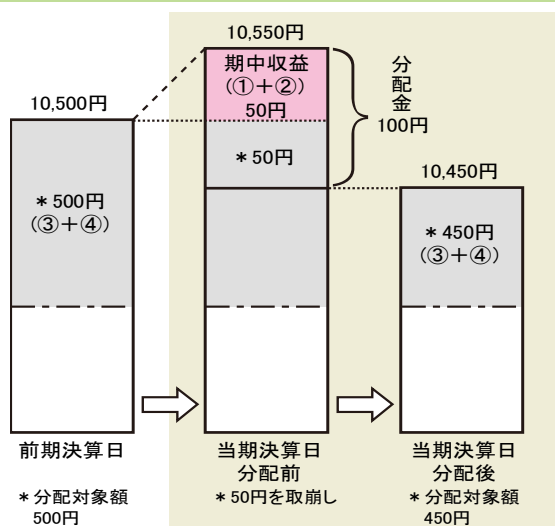 10,550円
期中収益
(①+②)
50円
分配金
100円
10,500円
*50円
10,450円
*500円
(③+④)
*450円
(③+④)
前期決算日
当期決算日
分配前
当期決算日
分配後
*分配対象額
500円
*50円を取崩し
*分配対象額
450円